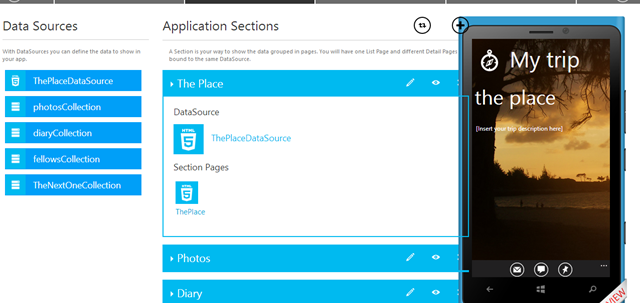 Data Sources
With DataSources you can define the data to show in
your app.
ThePlaceDataSource
photosCollection
diaryCollection
fellowsCollection
TheNextOneCollection
Application Sections
A Section is your way to show the data grouped in pages. You will have one List Page and different Detail Pages
bound to the same DataSource.
The Place
DataSource
HTML
ThePlaceDataSource
Section Pages
HTML
ThePlace
Photos
Diary
My trip
the place
[Insert your trip description here]